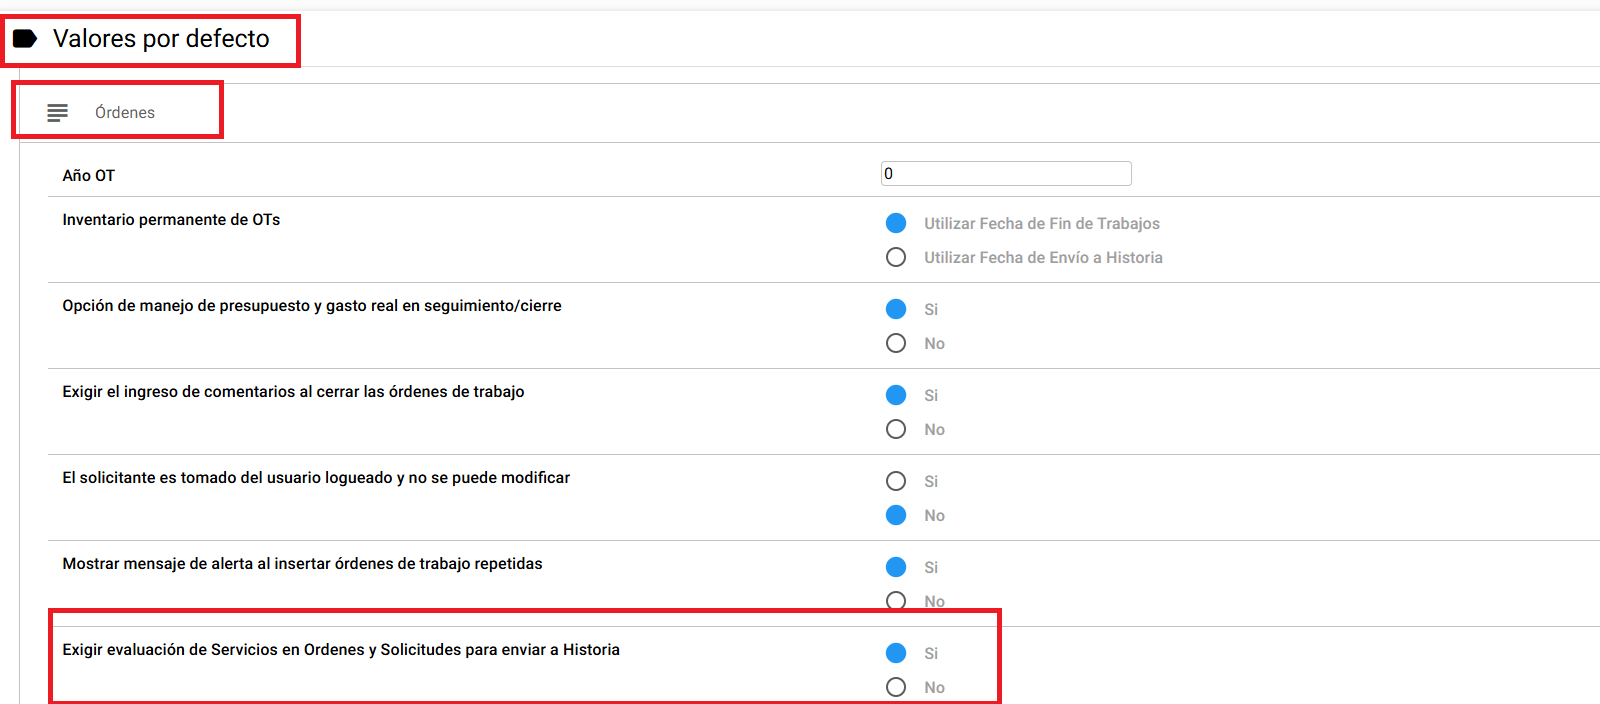 Valores por defecto
Órdenes
Año OT
0
Inventario permanente de OTs
Utilizar Fecha de Fin de Trabajos
Utilizar Fecha de Envío a Historia
Opción de manejo de presupuesto y gasto real en seguimiento/cierre
Si
No
Exigir el ingreso de comentarios al cerrar las órdenes de trabajo
Si
No
El solicitante es tomado del usuario logueado y no se puede modificar
Si
No
Mostrar mensaje de alerta al insertar órdenes de trabajo repetidas
Si
No
Exigir evaluación de Servicios en Ordenes y Solicitudes para enviar a Historia
Si
No